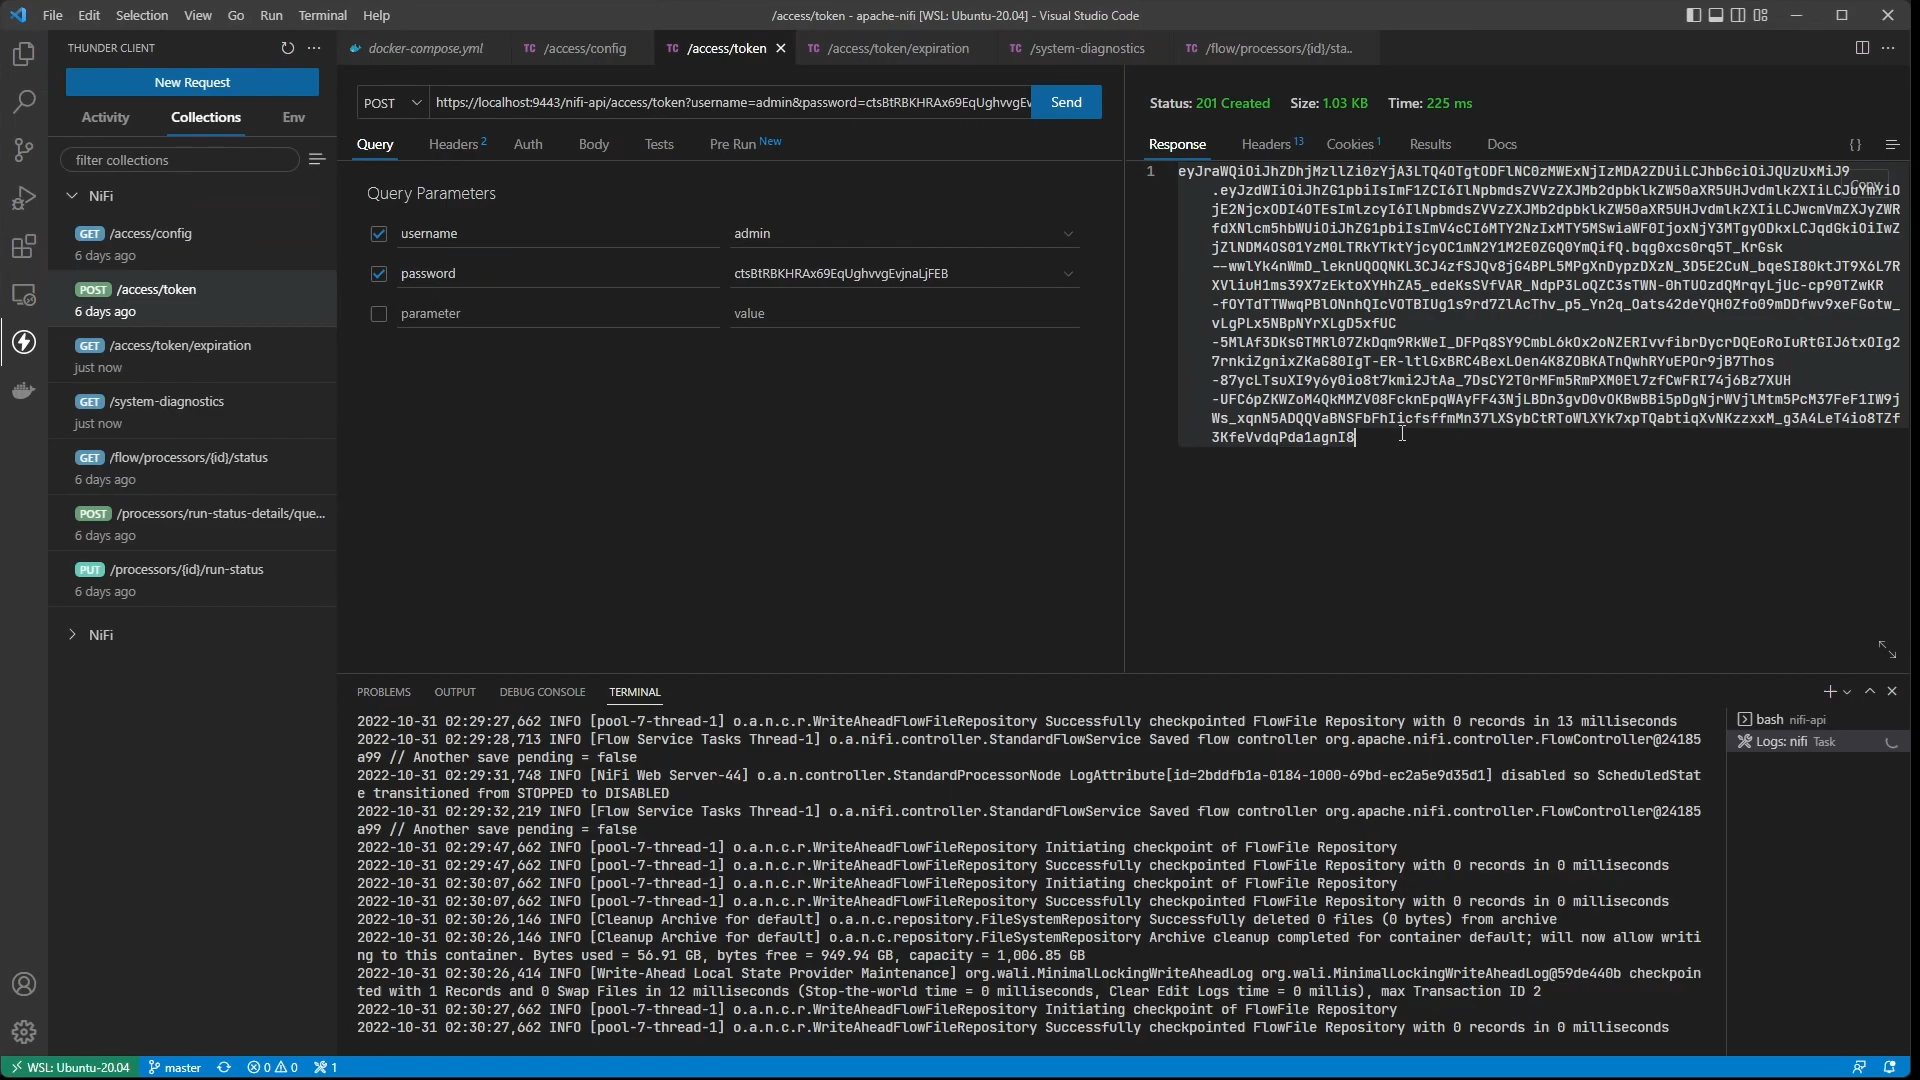 File Edit Selection View Go Run Terminal Help
/access/token - apache-nifi [WSL: Ubuntu-20.04] - Visual Studio Code
THUNDER CLIENT
docker-compose.yml
TC /access/config
TC /access/token
TC /access/token/expiration
TC /system-diagnostics
TC /flow/processors/{id}/sta..
New Request
Activity Collections Env
filter collections
NiFi
GET /access/config
6 days ago
POST /access/token
6 days ago
GET /access/token/expiration
just now
GET /system-diagnostics
just now
GET /flow/processors/{id}/status
6 days ago
POST /processors/run-status-details/que...
6 days ago
PUT /processors/{id}/run-status
6 days ago
NiFi
POST https://localhost:9443/nifi-api/access/token?username=admin&password=ctsBtRBKHRAx69EqUghvvgEv
Send
Query Headers 2 Auth Body Tests Pre Run New
Query Parameters
username admin
password ctsBtRBKHRAx69EqUghvvgEvjnaLjFEB
parameter value
Status: 201 Created Size: 1.03 KB Time: 225 ms
Response Headers 13 Cookies 1 Results Docs
{ }
Copy
1
-87ycLTsuXI9y6y0io8t7kmi2JtAa_7DsCY2T0rMFm5RmPXM0El7zfCwFRI74j6Bz7XUH
3KfeVvdqPda1agnI8
PROBLEMS OUTPUT DEBUG CONSOLE TERMINAL
2022-10-31 02:29:27,662 INFO [pool-7-thread-1] o.a.n.c.r.WriteAheadFlowFileRepository Successfully checkpointed FlowFile Repository with 0 records in 13 milliseconds
2022-10-31 02:29:28,713 INFO [Flow Service Tasks Thread-1] o.a.nifi.controller.StandardFlowService Saved flow controller org.apache.nifi.controller.FlowController@24185
a99 // Another save pending = false
2022-10-31 02:29:31,748 INFO [NiFi Web Server-44] o.a.n.controller.StandardProcessorNode LogAttribute[id=2bddfb1a-0184-1000-69bd-ec2a5e9d35d1] disabled so ScheduledStat
e transitioned from STOPPED to DISABLED
2022-10-31 02:29:32,219 INFO [Flow Service Tasks Thread-1] o.a.nifi.controller.StandardFlowService Saved flow controller org.apache.nifi.controller.FlowController@24185
a99 // Another save pending = false
2022-10-31 02:29:47,662 INFO [pool-7-thread-1] o.a.n.c.r.WriteAheadFlowFileRepository Initiating checkpoint of FlowFile Repository
2022-10-31 02:29:47,662 INFO [pool-7-thread-1] o.a.n.c.r.WriteAheadFlowFileRepository Successfully checkpointed FlowFile Repository with 0 records in 0 milliseconds
2022-10-31 02:30:07,662 INFO [pool-7-thread-1] o.a.n.c.r.WriteAheadFlowFileRepository Initiating checkpoint of FlowFile Repository
2022-10-31 02:30:07,662 INFO [pool-7-thread-1] o.a.n.c.r.WriteAheadFlowFileRepository Successfully checkpointed FlowFile Repository with 0 records in 0 milliseconds
2022-10-31 02:30:26,146 INFO [Cleanup Archive for default] o.a.n.c.repository.FileSystemRepository Successfully deleted 0 files (0 bytes) from archive
2022-10-31 02:30:26,146 INFO [Cleanup Archive for default] o.a.n.c.repository.FileSystemRepository Archive cleanup completed for container default; will now allow writi
ng to this container. Bytes used = 56.91 GB, bytes free = 949.94 GB, capacity = 1,006.85 GB
2022-10-31 02:30:26,414 INFO [Write-Ahead Local State Provider Maintenance] org.wali.MinimalLockingWriteAheadLog org.wali.MinimalLockingWriteAheadLog@59de440b checkpoin
ted with 1 Records and 0 Swap Files in 12 milliseconds (Stop-the-world time = 0 milliseconds, Clear Edit Logs time = 0 millis), max Transaction ID 2
2022-10-31 02:30:27,662 INFO [pool-7-thread-1] o.a.n.c.r.WriteAheadFlowFileRepository Initiating checkpoint of FlowFile Repository
2022-10-31 02:30:27,662 INFO [pool-7-thread-1] o.a.n.c.r.WriteAheadFlowFileRepository Successfully checkpointed FlowFile Repository with 0 records in 0 milliseconds
bash nifi-api
Logs: nifi Task
WSL: Ubuntu-20.04 master 0 0 1